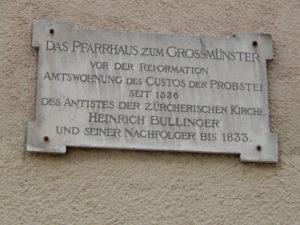 DAS PFARRHAUS ZUM GROSSMÜNSTER
VOR DER REFORMATION
AMTSWOHNUNG DES CUSTOS DER PROBSTEI
SEIT 1536
DES ANTISTES DER ZÜRCHERISCHEN KIRCHE
HEINRICH BULLINGER
UND SEINER NACHFOLGER BIS 1833.